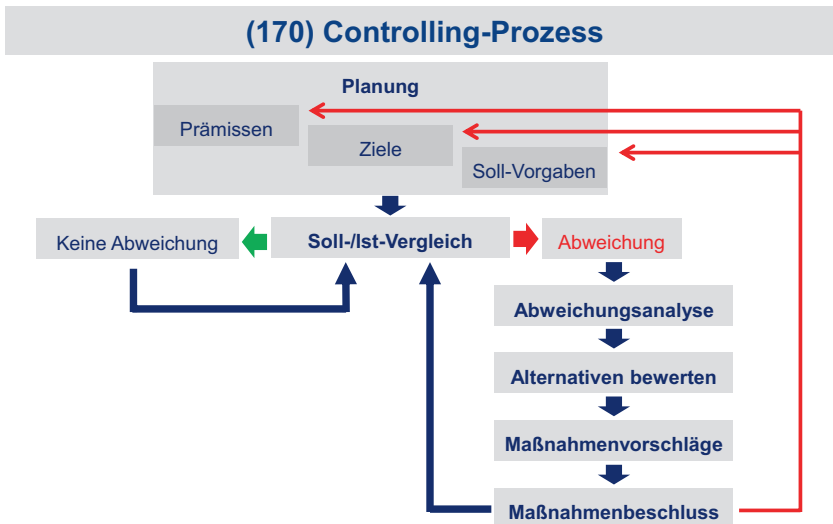 (170) Controlling-Prozess
Planung
Prämissen
Ziele
Soll-Vorgaben
Keine Abweichung
Soll-/Ist-Vergleich
Abweichung
Abweichungsanalyse
Alternativen bewerten
Maßnahmenvorschläge
Maßnahmenbeschluss